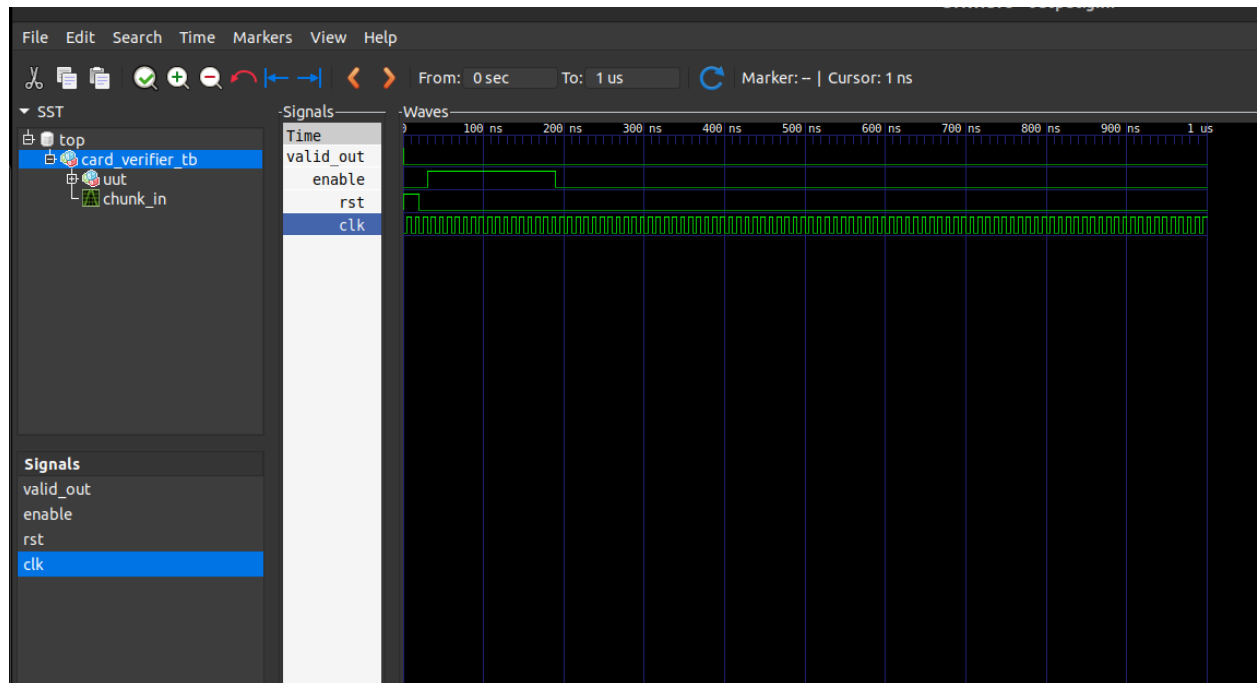 File Edit Search Time Markers View Help
From: 0 sec To: 1 us Marker: -- | Cursor: 1 ns
SST
top
card_verifier_tb
uut
chunk_in
Signals
Time
valid_out
enable
rst
clk
Waves
0 100 ns 200 ns 300 ns 400 ns 500 ns 600 ns 700 ns 800 ns 900 ns 1 us
Signals
valid_out
enable
rst
clk